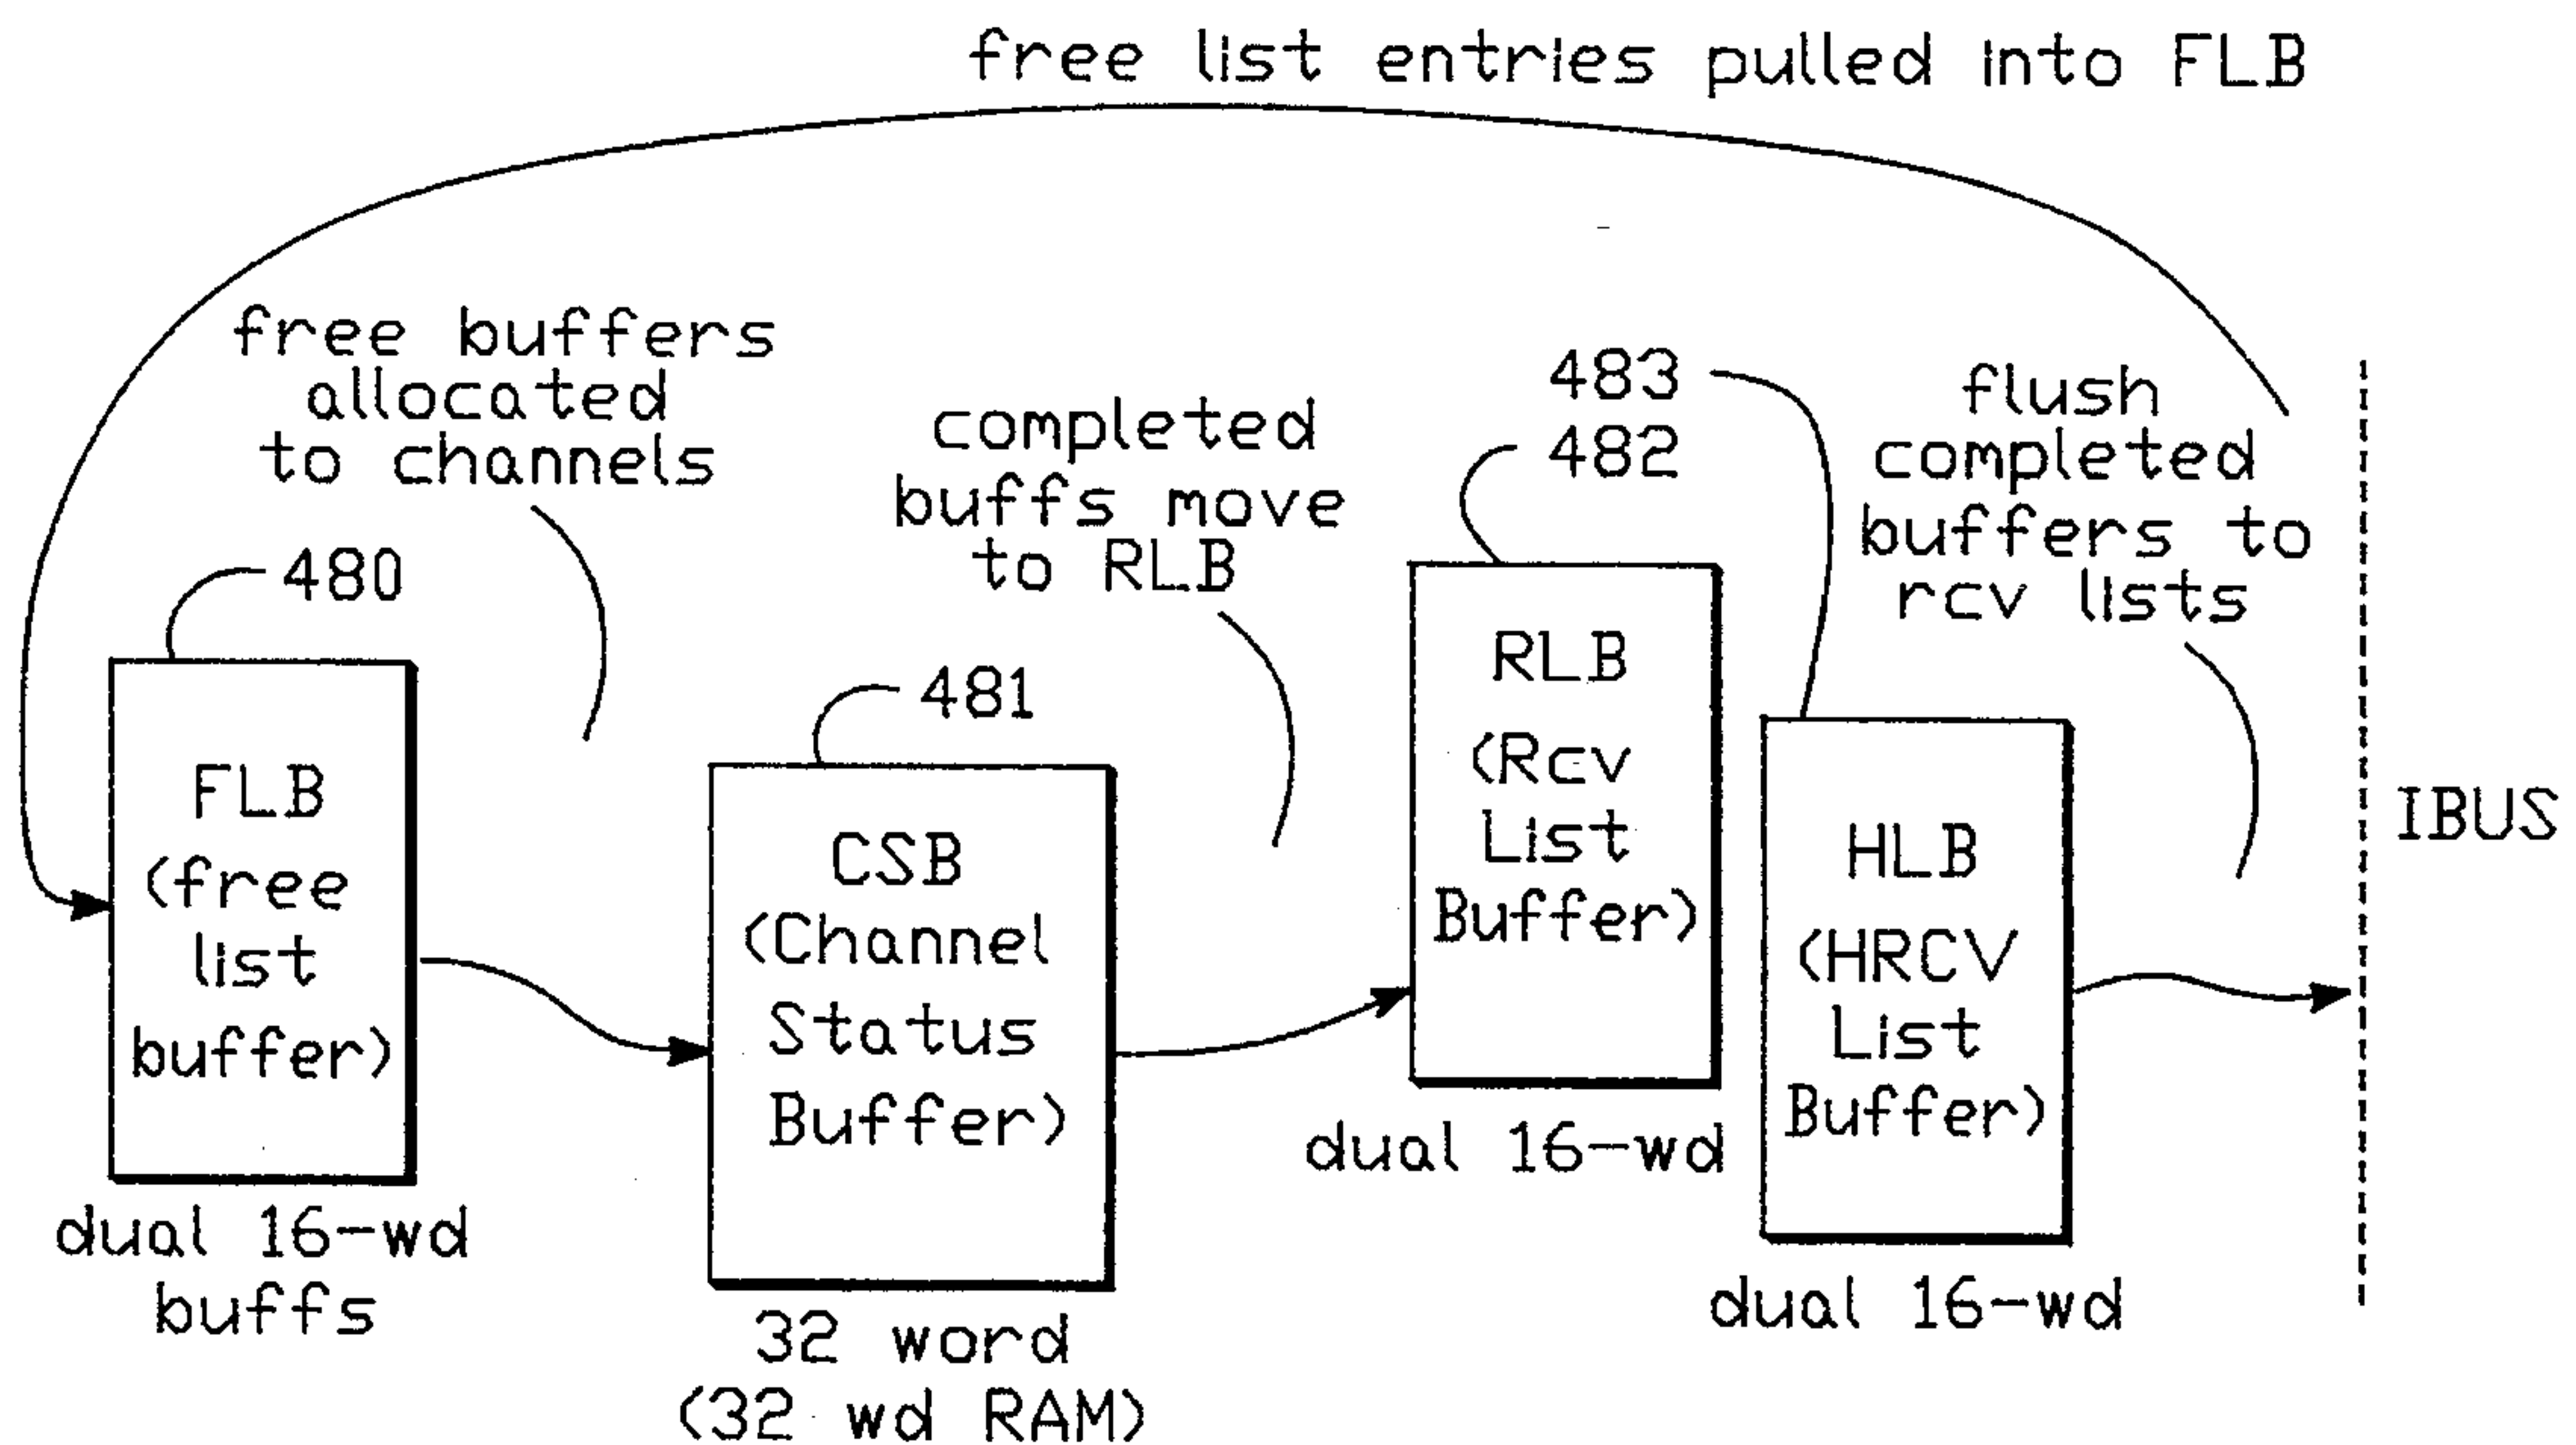 free list entries pulled into FLB
free buffers
allocated
to channels
completed
buffs move
to RLB
483
482
flush
completed
buffers to
rcv lists
480
481
FLB
(free
list
buffer)
dual 16-wd
buffs
CSB
(Channel
Status
Buffer)
32 word
(32 wd RAM)
RLB
(Rcv
List
Buffer)
dual 16-wd
HLB
(HRCV
List
Buffer)
dual 16-wd
IBUS